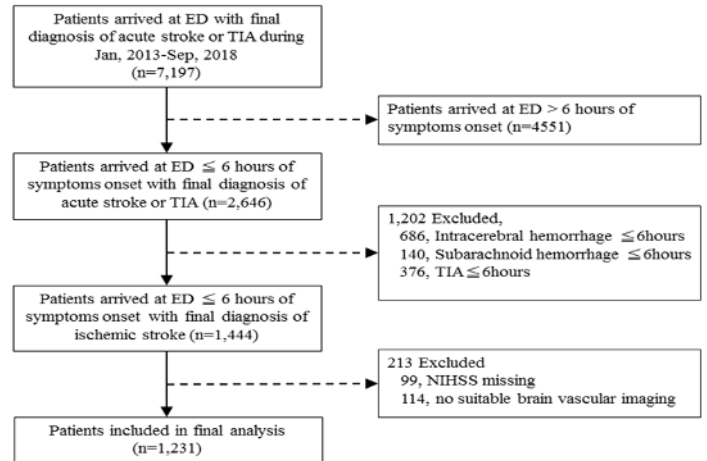 Patients arrived at ED with final
diagnosis of acute stroke or TIA during
Jan, 2013-Sep, 2018
(n=7,197)
Patients arrived at ED > 6 hours of
symptoms onset (n=4551)
Patients arrived at ED ≦ 6 hours of
symptoms onset with final diagnosis of
acute stroke or TIA (n=2,646)
1,202 Excluded,
686, Intracerebral hemorrhage ≦6hours
140, Subarachnoid hemorrhage ≦6hours
376, TIA≦6hours
Patients arrived at ED ≦ 6 hours of
symptoms onset with final diagnosis of
ischemic stroke (n=1,444)
213 Excluded
99, NIHSS missing
114, no suitable brain vascular imaging
Patients included in final analysis
(n=1,231)